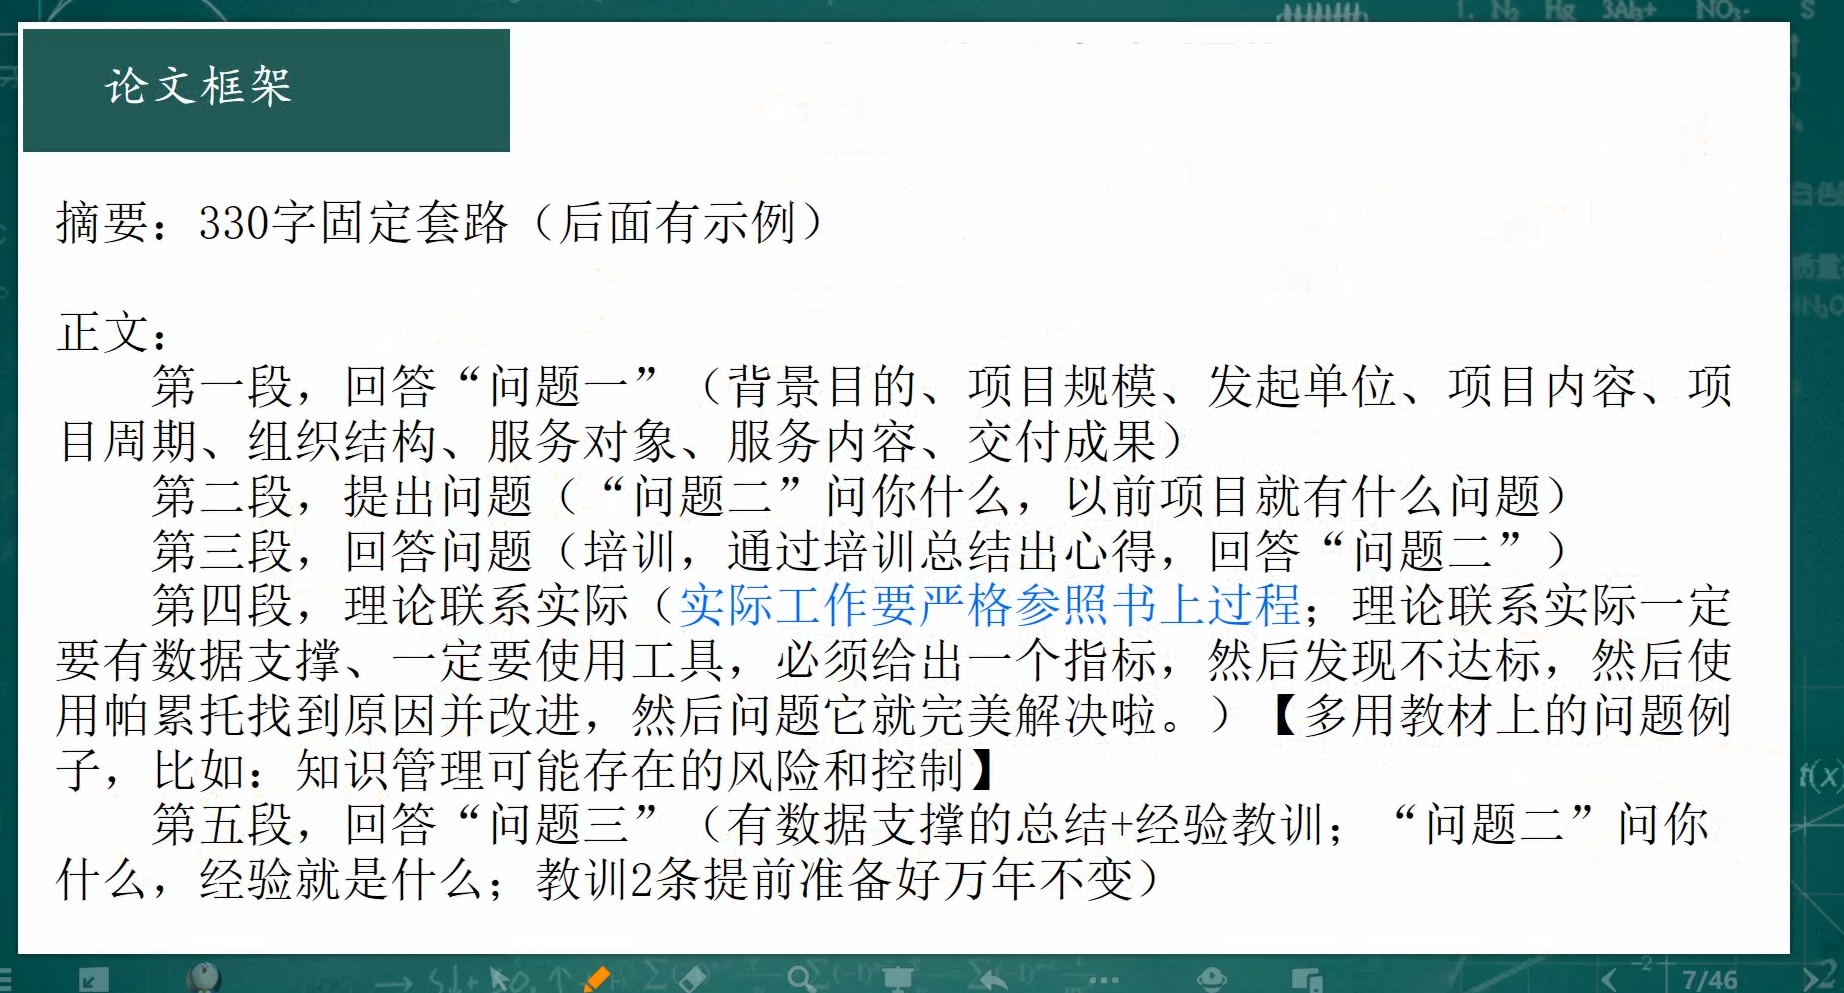 1. N₂ Hg 3Ab+ NO₃- S
论文框架
摘要：330字固定套路（后面有示例）
正文：
第一段，回答“问题一”（背景目的、项目规模、发起单位、项目内容、项
目周期、组织结构、服务对象、服务内容、交付成果）
第二段，提出问题（“问题二”问你什么，以前项目就有什么问题）
第三段，回答问题（培训，通过培训总结出心得，回答“问题二”）
第四段，理论联系实际（实际工作要严格参照书上过程；理论联系实际一定
要有数据支撑、一定要使用工具，必须给出一个指标，然后发现不达标，然后使
用帕累托找到原因并改进，然后问题它就完美解决啦。）【多用教材上的问题例
子，比如：知识管理可能存在的风险和控制】
第五段，回答“问题三”（有数据支撑的总结+经验教训；“问题二”问你
什么，经验就是什么；教训2条提前准备好万年不变）
7/46